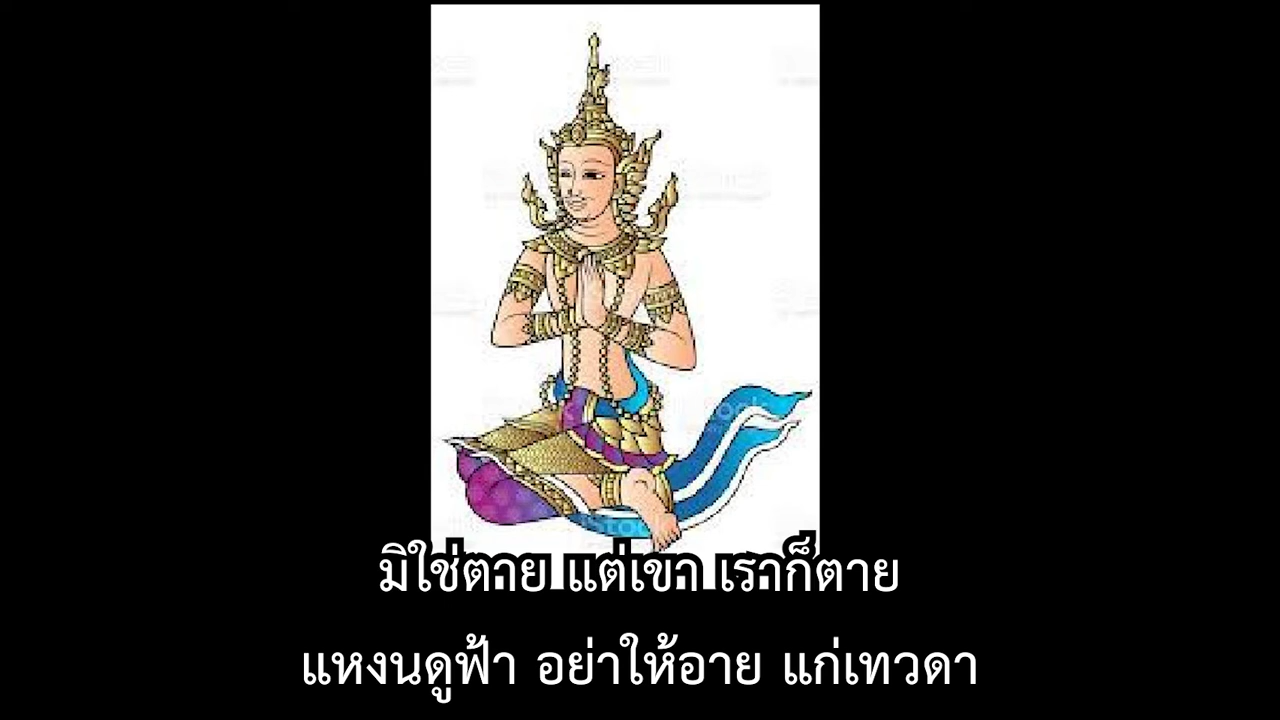 มิใช่ตาย แต่เขา เราก็ตาย
แหงนดูฟ้า อย่าให้อาย แก่เทวดา